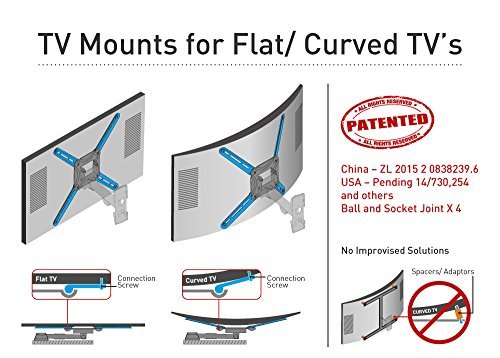 TV Mounts for Flat/ Curved TV's
ALL RIGHTS RESERVED
PATENTED
ALL RIGHTS RESERVED
China – ZL 2015 2 0838239.6
USA – Pending 14/730,254
and others
Ball and Socket Joint X 4
No Improvised Solutions
Flat TV
Connection
Screw
Curved TV
Connection
Screw
Spacers/ Adaptors
CURVED TV